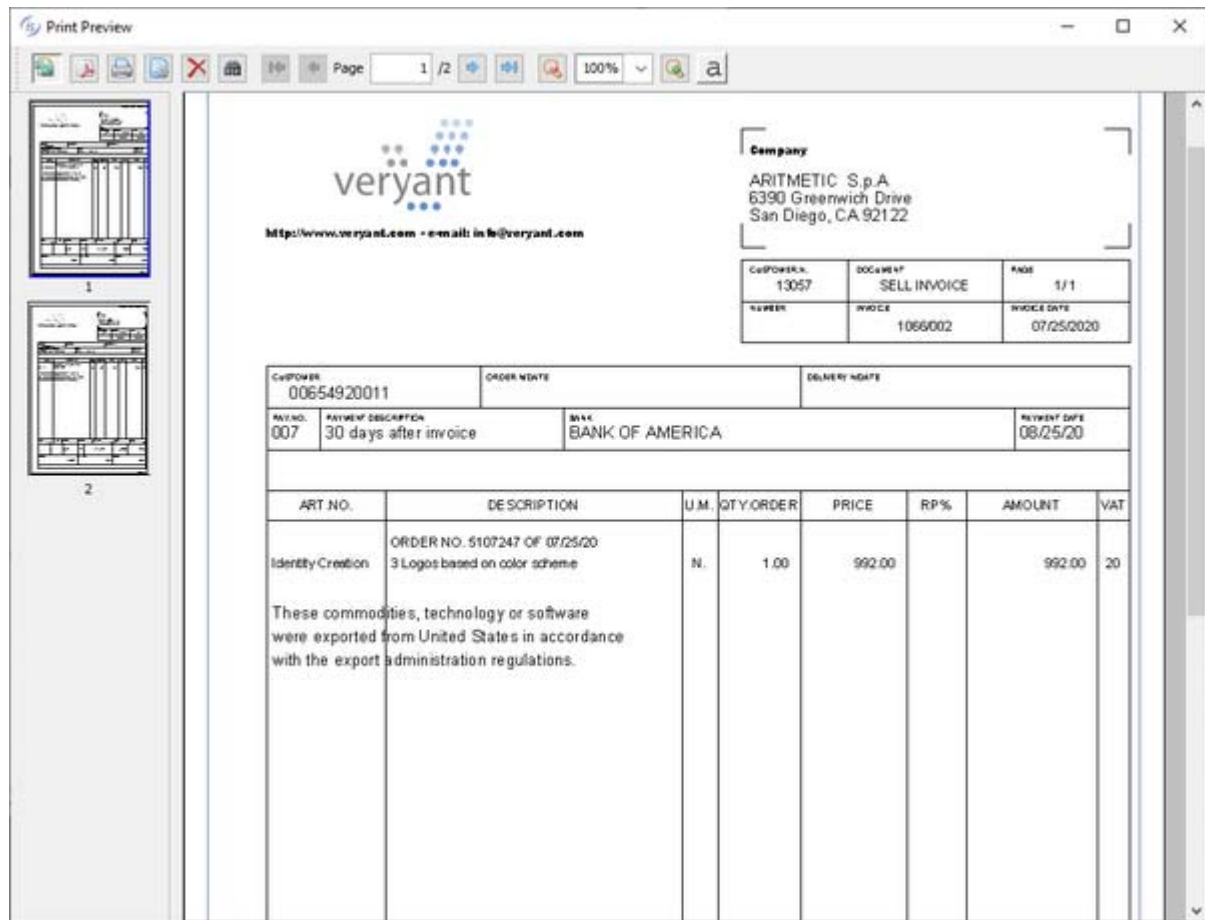 Print Preview
Page 1 /2 100% a
1
2
veryant
http://www.veryant.com - e-mail: info@veryant.com
Company
ARITMETIC S.p.A
6390 Greenwich Drive
San Diego, CA 92122
CUSTOMER N. DOCUMENT PAGE
13057 SELL INVOICE 1/1
NUMBER INVOICE INVOICE DATE
1066/002 07/25/2020
CUSTOMER ORDER N/DATE DELIVERY N/DATE
00654920011
PAY.NO. PAYMENT DESCRIPTION BANK PAYMENT DATE
007 30 days after invoice BANK OF AMERICA 08/25/20
ART.NO. DESCRIPTION U.M. QTY.ORDER PRICE RP% AMOUNT VAT
ORDER NO. 5107247 OF 07/25/20
Identity Creation 3 Logos based on color scheme N. 1.00 992.00 992.00 20
These commodities, technology or software
were exported from United States in accordance
with the export administration regulations.